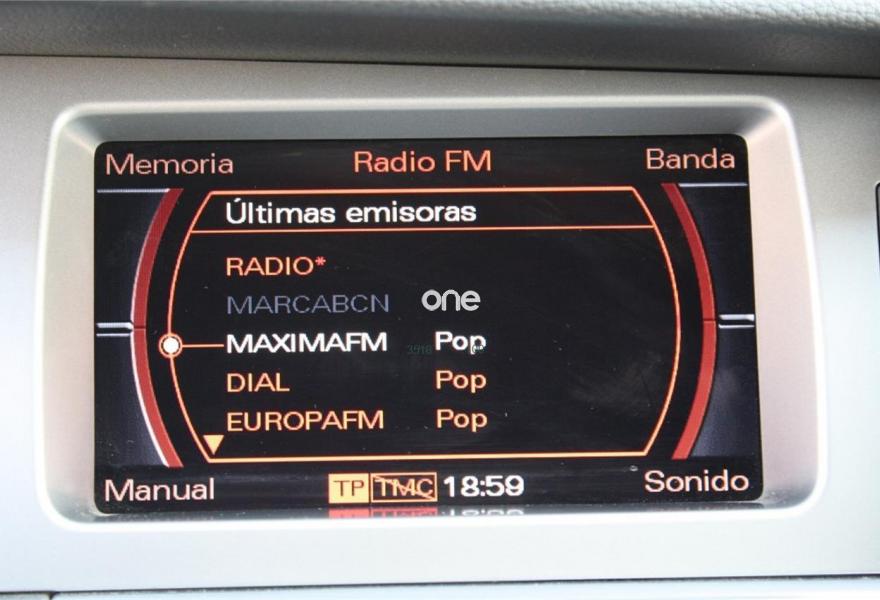 Memoria Radio FM Banda
Últimas emisoras
RADIO*
MARCABCN one
MAXIMAFM Pop
DIAL Pop
EUROPAFM Pop
Manual TP TMC 18:59 Sonido